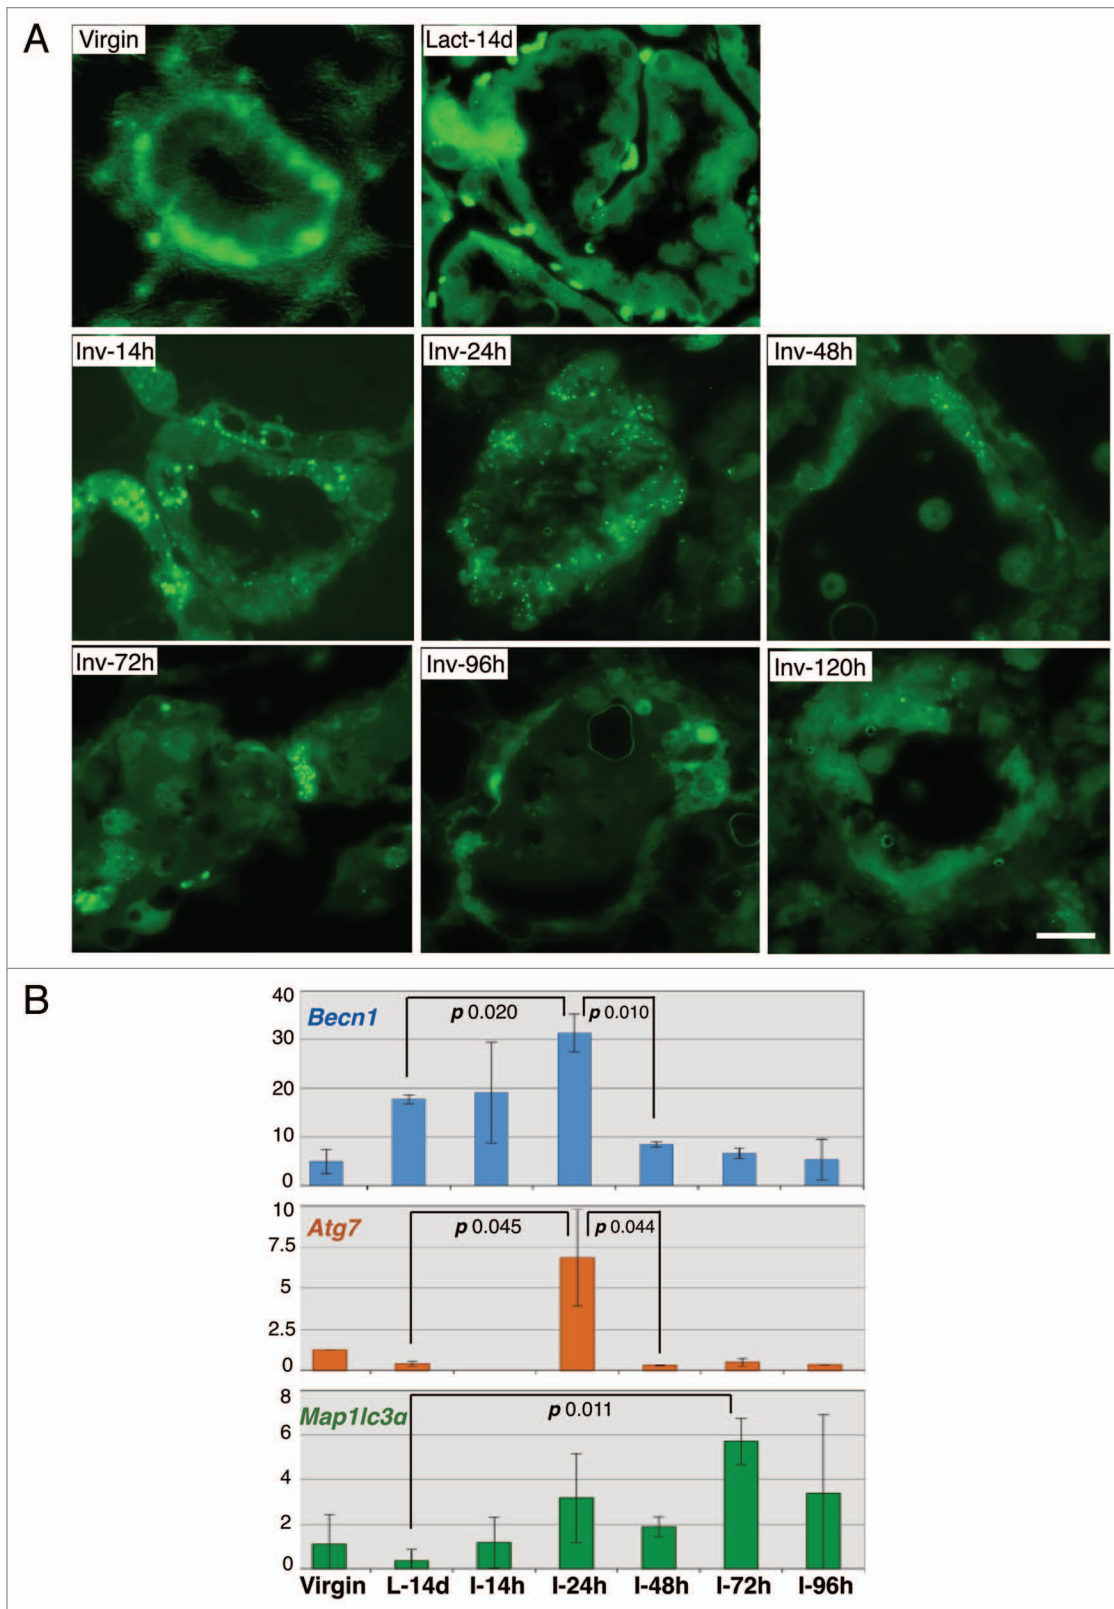 A
Virgin
Lact-14d
Inv-14h
Inv-24h
Inv-48h
Inv-72h
Inv-96h
Inv-120h
B
Becn1
p 0.020
p 0.010
40
30
20
10
0
Atg7
p 0.045
p 0.044
10
7.5
5
2.5
0
Map1lc3a
p 0.011
8
6
4
2
0
Virgin L-14d I-14h I-24h I-48h I-72h I-96h